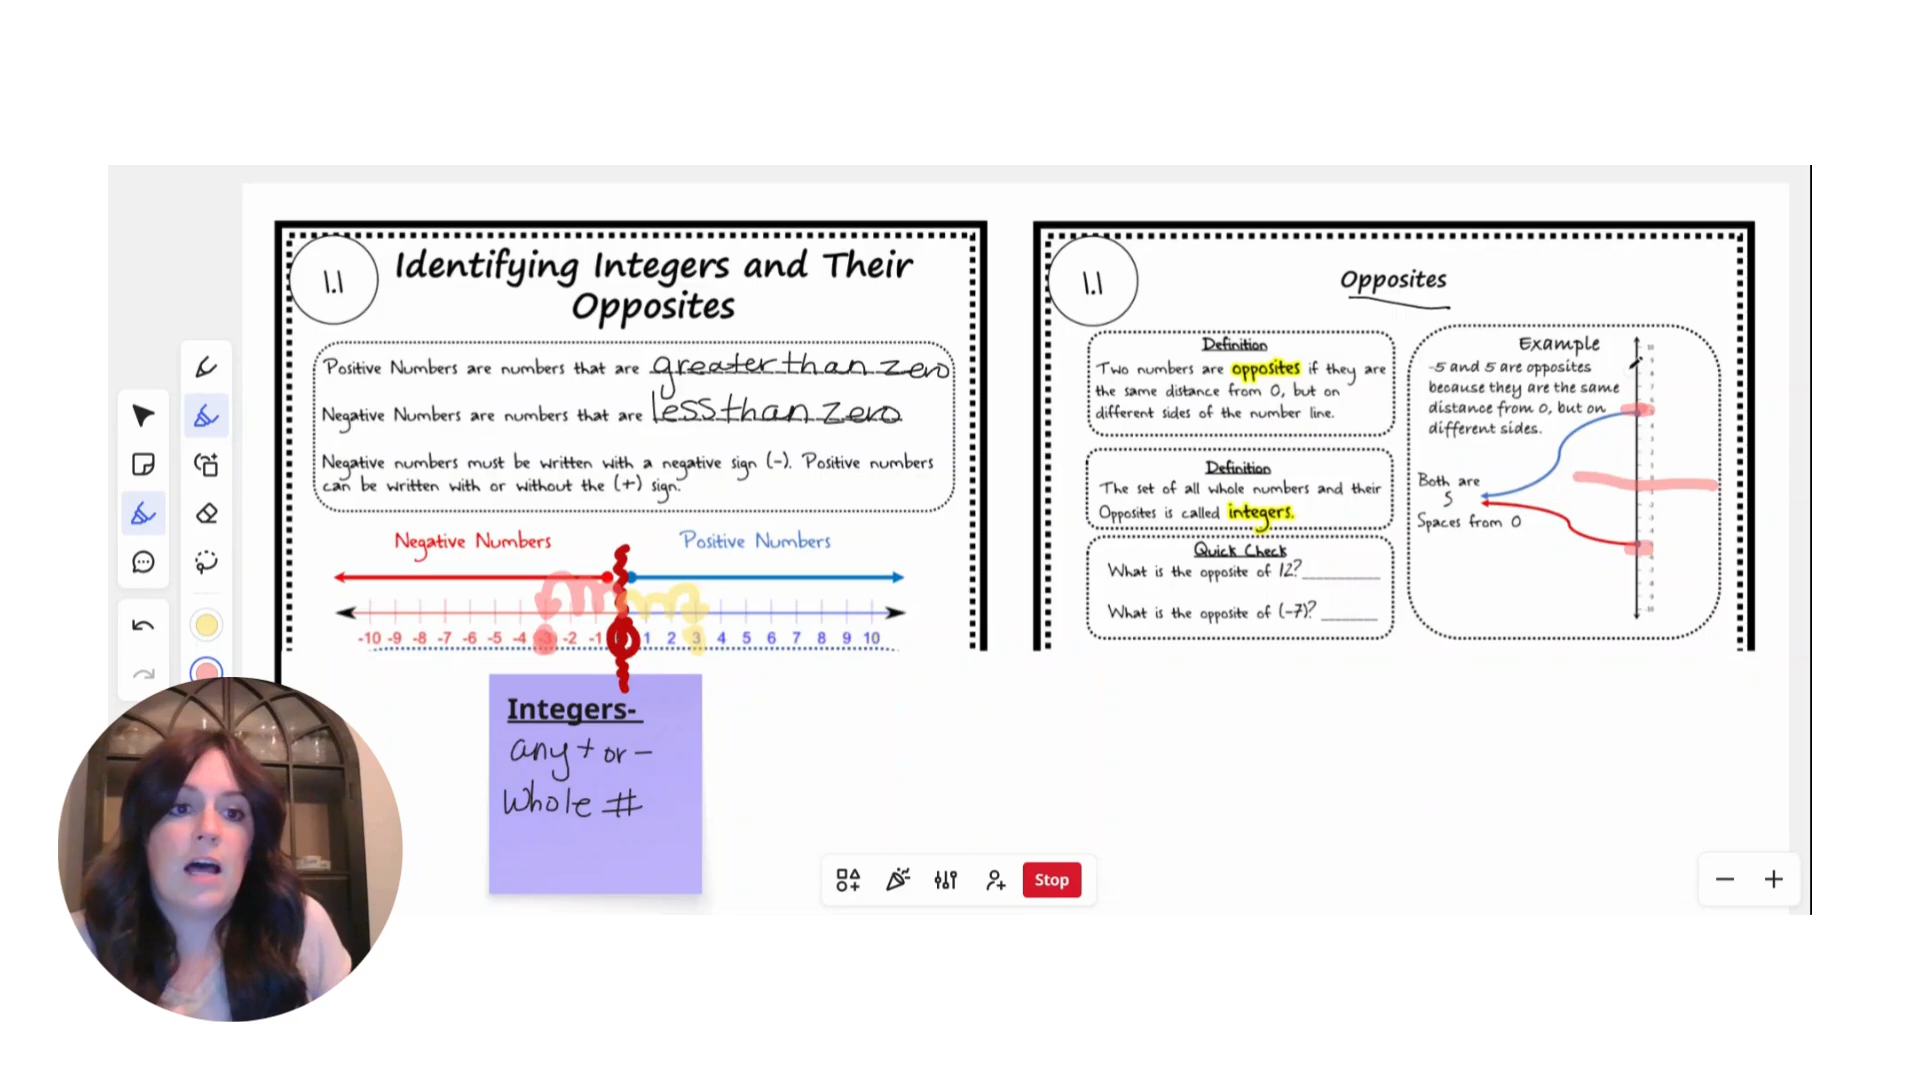 1.1
Identifying Integers and Their
Opposites
Positive Numbers are numbers that are greater than zero
Negative Numbers are numbers that are less than zero
Negative numbers must be written with a negative sign (-). Positive numbers
can be written with or without the (+) sign.
Negative Numbers
Positive Numbers
-10 -9 -8 -7 -6 -5 -4 -3 -2 -1 0 1 2 3 4 5 6 7 8 9 10
Integers-
any + or -
Whole #
1.1
Opposites
Definition
Two numbers are opposites if they are
the same distance from 0, but on
different sides of the number line.
Definition
The set of all whole numbers and their
Opposites is called integers.
Quick Check
What is the opposite of 12?
What is the opposite of (-7)?
Example
-5 and 5 are opposites
because they are the same
distance from 0, but on
different sides.
Both are
5
Spaces from 0
Stop